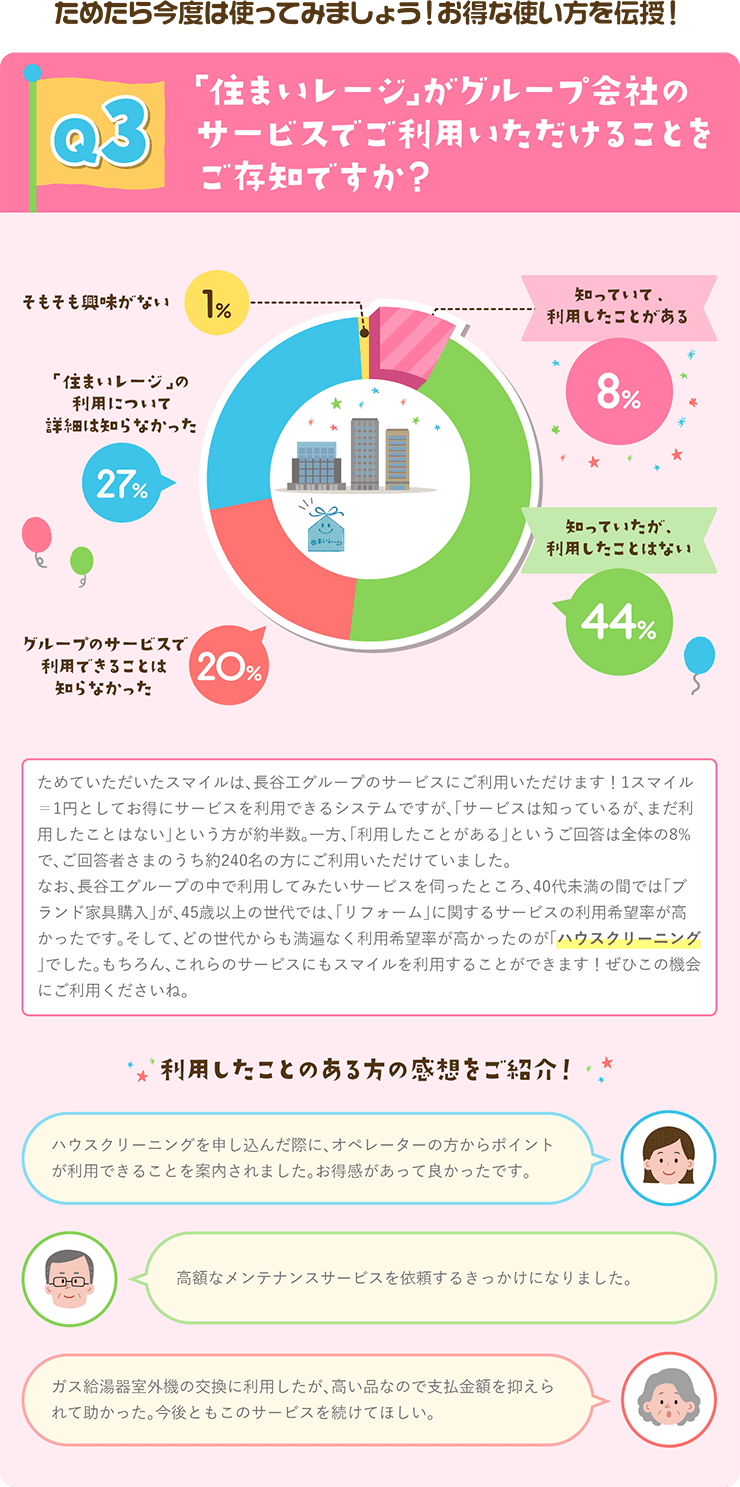 ためたら今度は使ってみましょう！お得な使い方を伝授！
Q3
「住まいレージ」がグループ会社の
サービスでご利用いただけることを
ご存知ですか？
そもそも興味がない
1%
知っていて、
利用したことがある
8%
「住まいレージ」の
利用について
詳細は知らなかった
27%
住まいレージ
知っていたが、
利用したことはない
44%
グループのサービスで
利用できることは
知らなかった
20%
ためていただいたスマイルは、長谷工グループのサービスにご利用いただけます！1スマイル
＝1円としてお得にサービスを利用できるシステムですが、「サービスは知っているが、まだ利
用したことはない」という方が約半数。一方、「利用したことがある」というご回答は全体の8%
で、ご回答者さまのうち約240名の方にご利用いただけていました。
なお、長谷工グループの中で利用してみたいサービスを伺ったところ、40代未満の間では「ブ
ランド家具購入」が、45歳以上の世代では、「リフォーム」に関するサービスの利用希望率が高
かったです。そして、どの世代からも満遍なく利用希望率が高かったのが「ハウスクリーニング
」でした。もちろん、これらのサービスにもスマイルを利用することができます！ぜひこの機会
にご利用くださいね。
利用したことのある方の感想をご紹介！
ハウスクリーニングを申し込んだ際に、オペレーターの方からポイント
が利用できることを案内されました。お得感があって良かったです。
高額なメンテナンスサービスを依頼するきっかけになりました。
ガス給湯器室外機の交換に利用したが、高い品なので支払金額を抑えら
れて助かった。今後ともこのサービスを続けてほしい。